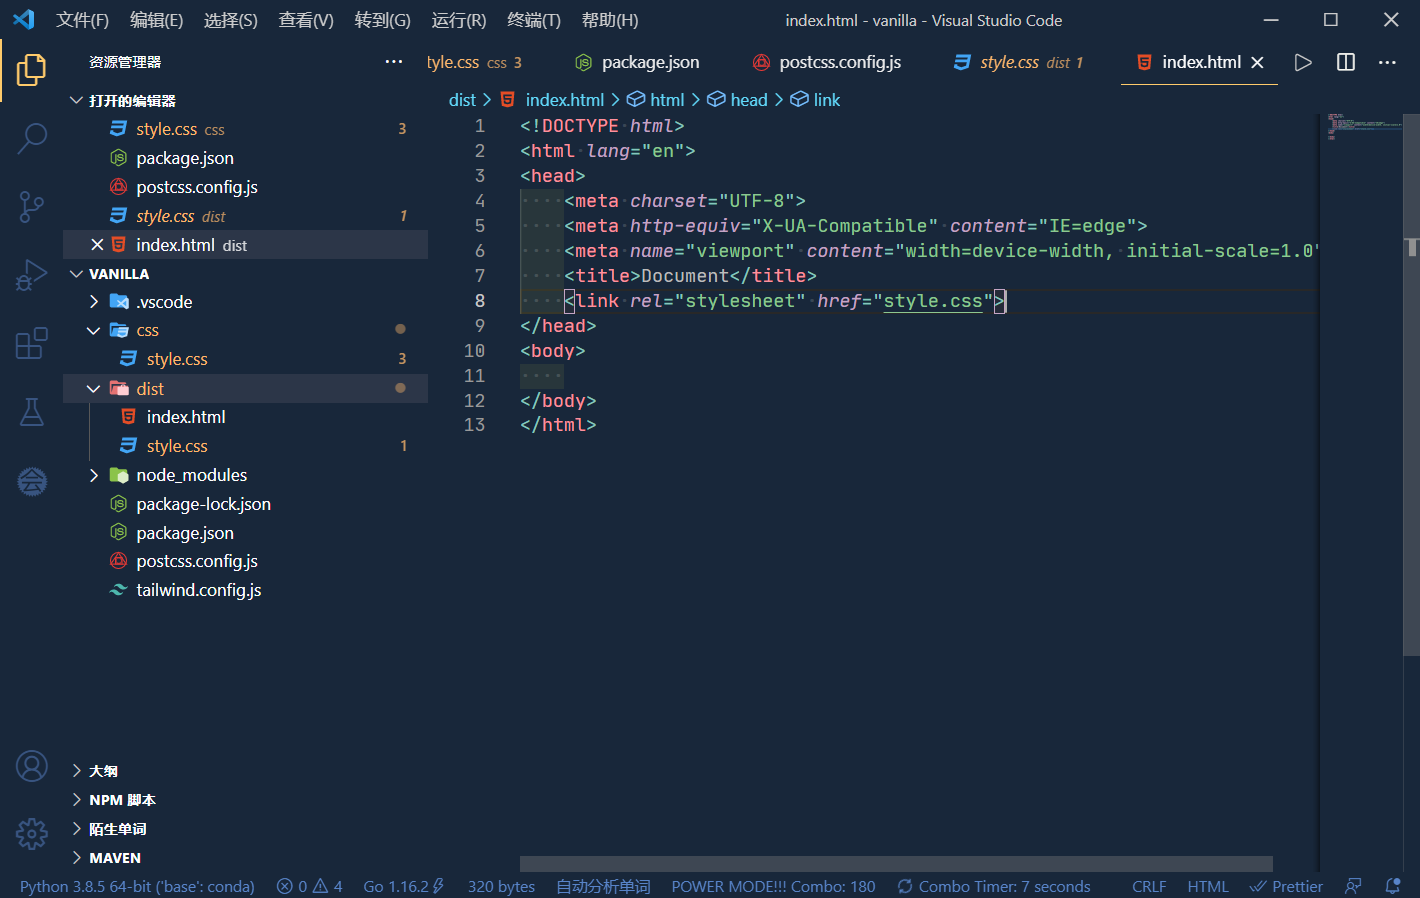 文件(F) 编辑(E) 选择(S) 查看(V) 转到(G) 运行(R) 终端(T) 帮助(H) index.html - vanilla - Visual Studio Code
资源管理器
tyle.css css 3 package.json postcss.config.js style.css dist 1 index.html
打开的编辑器
style.css css 3
package.json
postcss.config.js
style.css dist 1
index.html dist
VANILLA
.vscode
css
style.css 3
dist
index.html
style.css 1
node_modules
package-lock.json
package.json
postcss.config.js
tailwind.config.js
大纲
NPM 脚本
陌生单词
MAVEN
dist > index.html > html > head > link
1 <!DOCTYPE html>
2 <html lang="en">
3 <head>
4 <meta charset="UTF-8">
5 <meta http-equiv="X-UA-Compatible" content="IE=edge">
6 <meta name="viewport" content="width=device-width, initial-scale=1.0"
7 <title>Document</title>
8 <link rel="stylesheet" href="style.css">
9 </head>
10 <body>
11
12 </body>
13 </html>
Python 3.8.5 64-bit ('base': conda) 0 4 Go 1.16.2 320 bytes 自动分析单词 POWER MODE!!! Combo: 180 Combo Timer: 7 seconds CRLF HTML Prettier